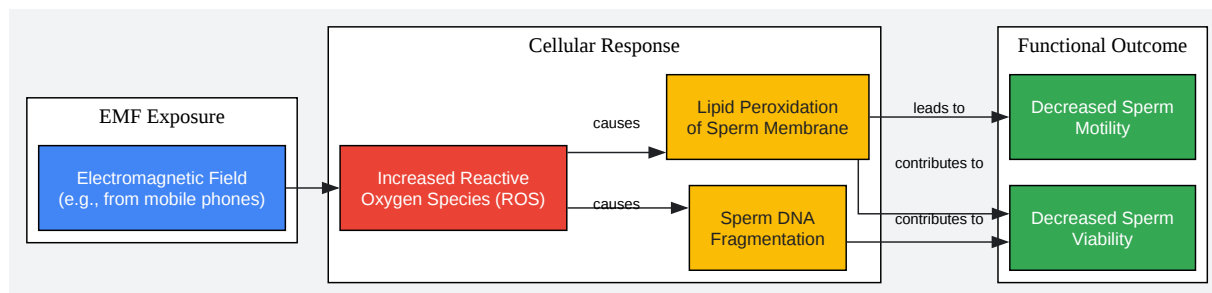 EMF Exposure
Electromagnetic Field
(e.g., from mobile phones)
Cellular Response
Increased Reactive
Oxygen Species (ROS)
causes
causes
Lipid Peroxidation
of Sperm Membrane
Sperm DNA
Fragmentation
leads to
contributes to
contributes to
Functional Outcome
Decreased Sperm
Motility
Decreased Sperm
Viability